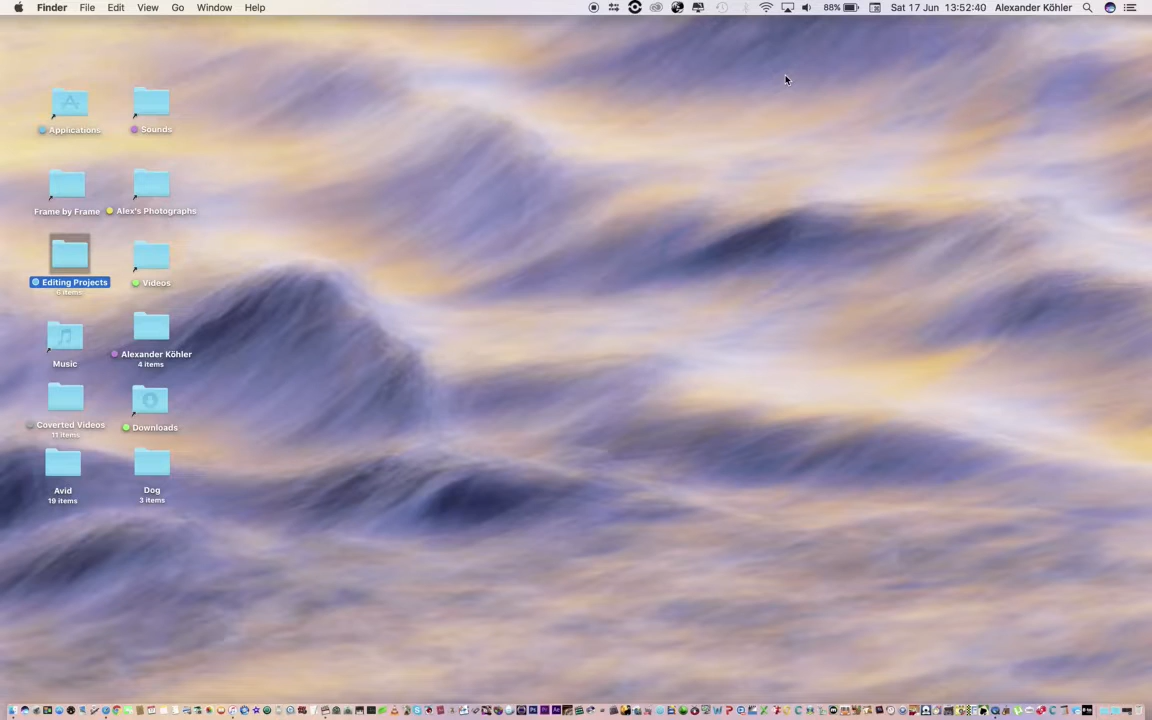 Finder File Edit View Go Window Help 88% Sat 17 Jun 13:52:40 Alexander Köhler
Applications Sounds
Frame by Frame Alex's Photographs
Editing Projects Videos
6 items
Music Alexander Köhler
4 items
Coverted Videos Downloads
11 items
Avid Dog
19 items 3 items